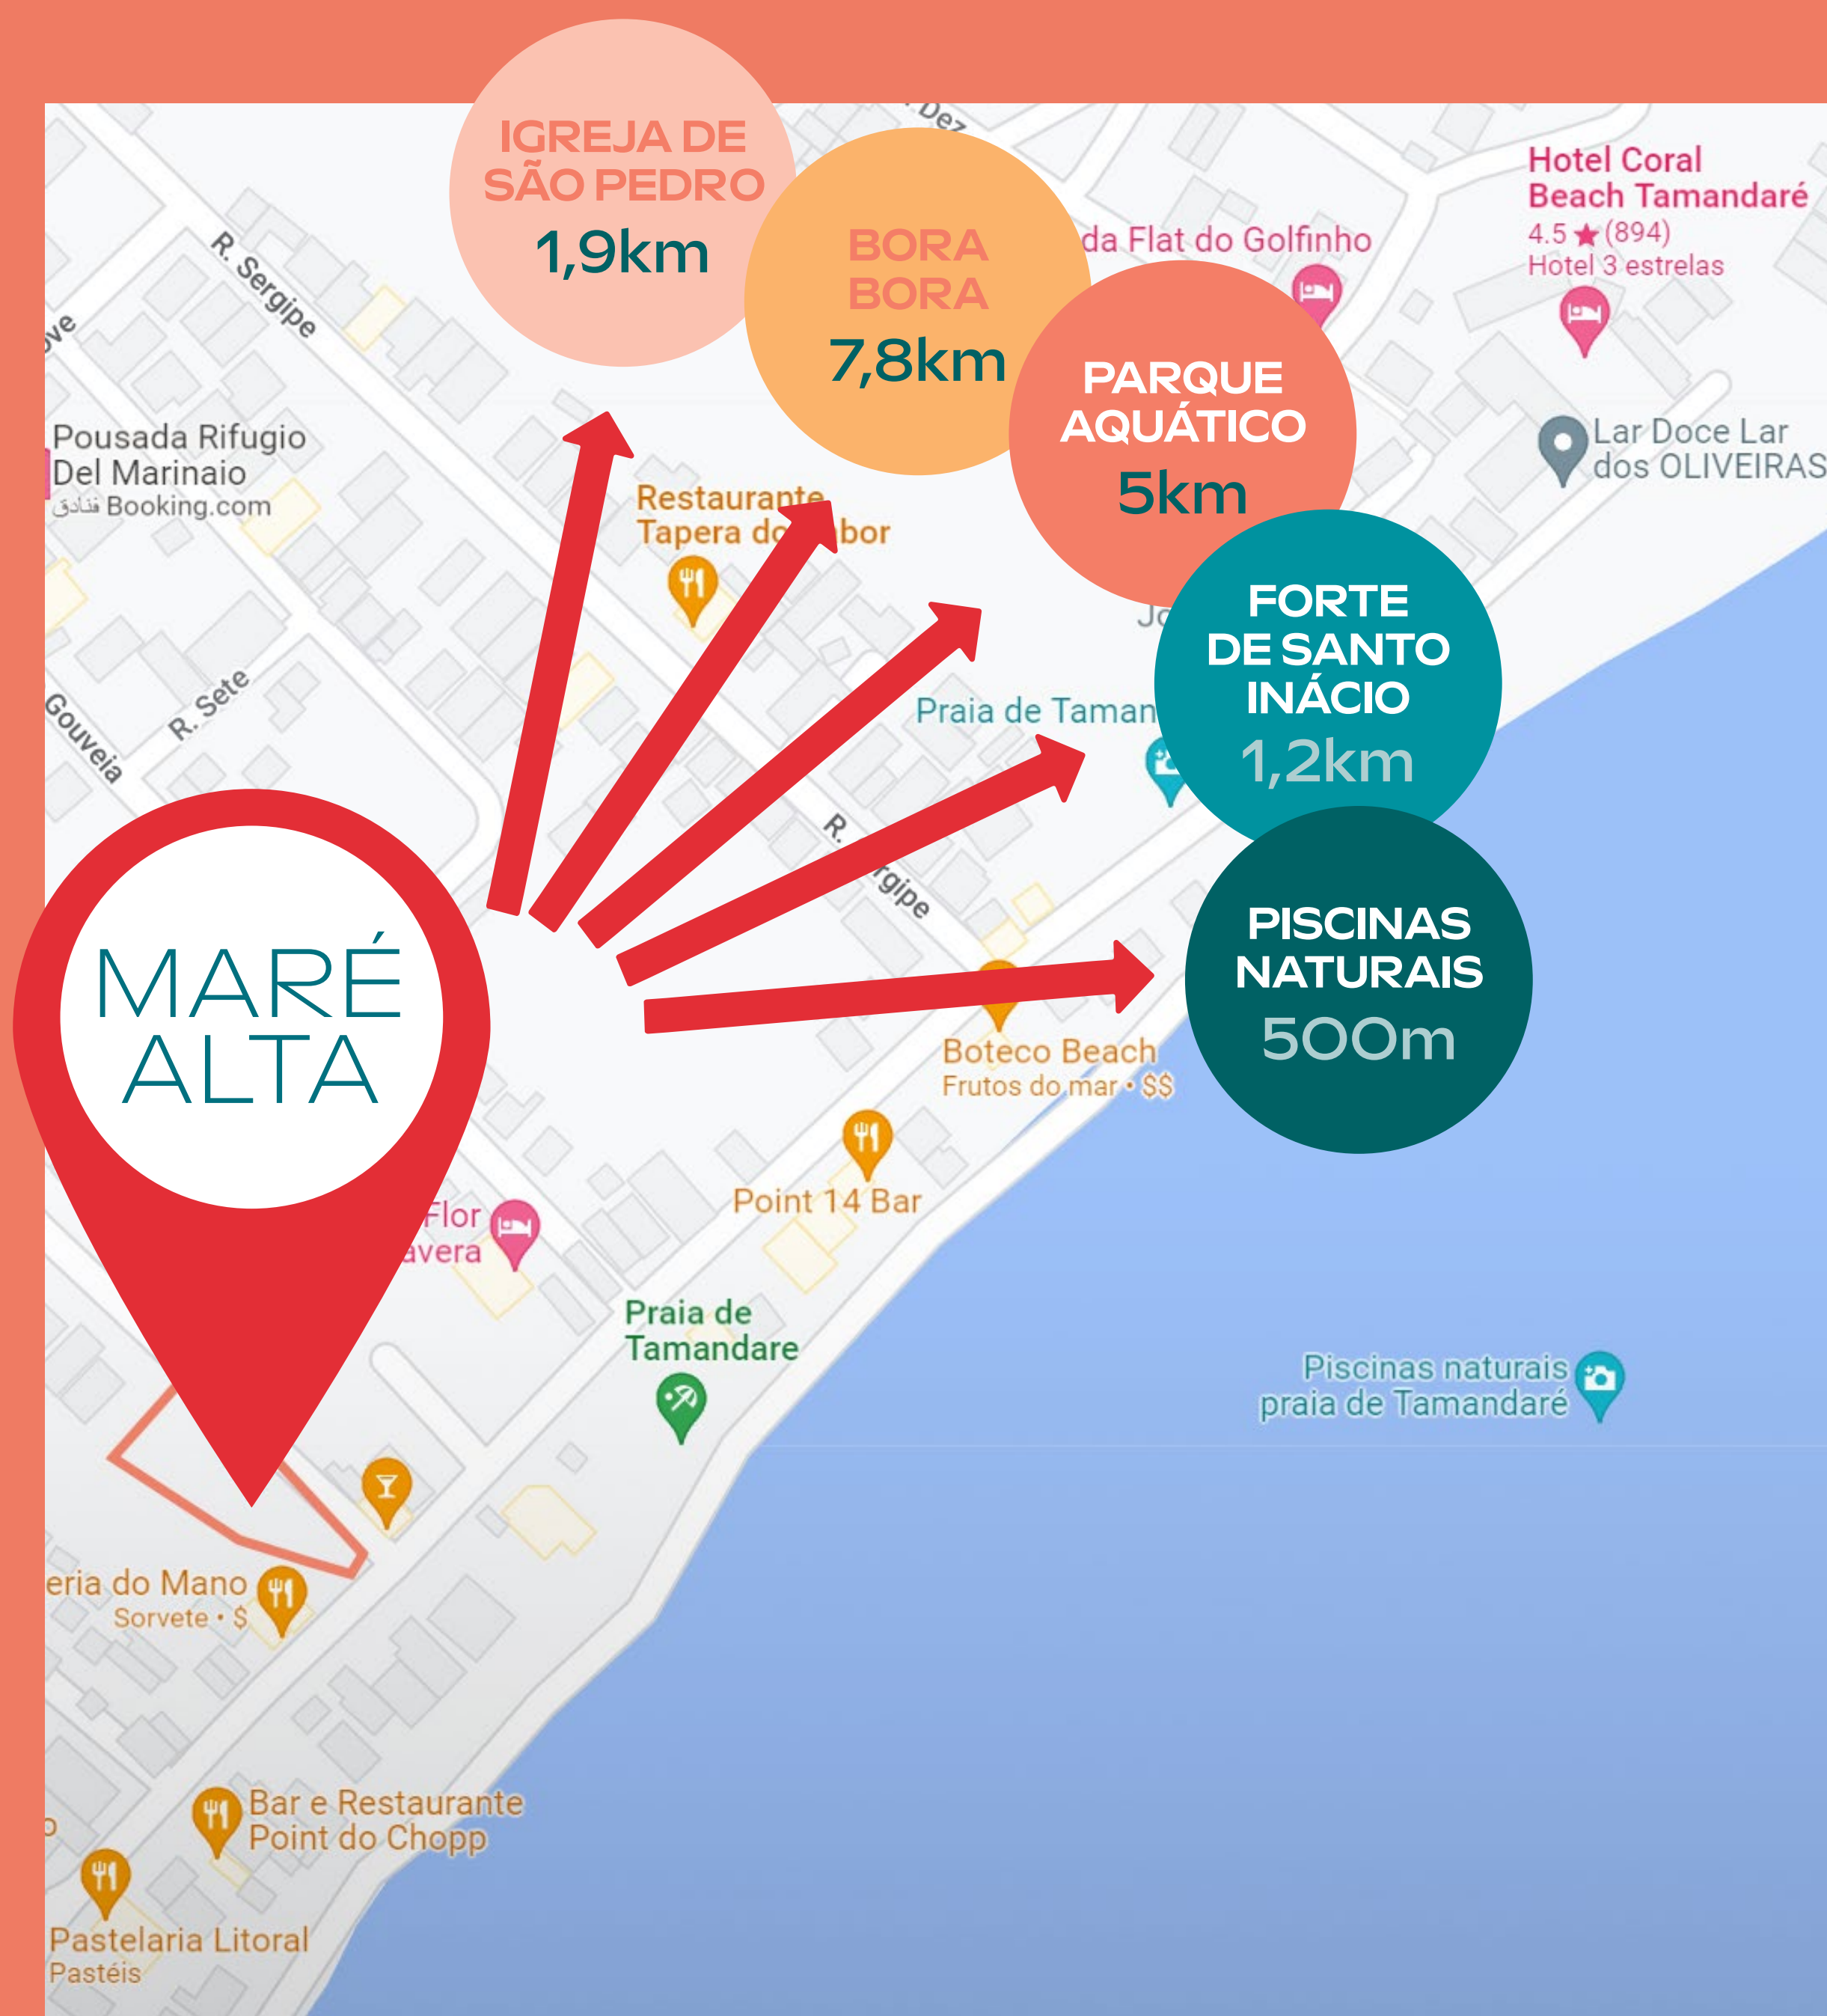 IGREJA DE
SÃO PEDRO
1,9km
BORA
BORA
7,8km
PARQUE
AQUÁTICO
5km
FORTE
DE SANTO
INÁCIO
1,2km
PISCINAS
NATURAIS
500m
MARÉ
ALTA
Dez
Hotel Coral
Beach Tamandaré
4.5 ★ (894)
Hotel 3 estrelas
da Flat do Golfinho
R. Sergipe
Pousada Rifugio
Del Marinaio
Booking.com فنادق
Lar Doce Lar
dos OLIVEIRAS
Restaurante
Tapera do bor
R. Sete
Gouveia
Praia de Taman
R. rgipe
Boteco Beach
Frutos do mar • $$
Point 14 Bar
Flor
avera
Praia de
Tamandare
Piscinas naturais
praia de Tamandaré
eria do Mano
Sorvete • $
Bar e Restaurante
Point do Chopp
Pastelaria Litoral
Pastéis